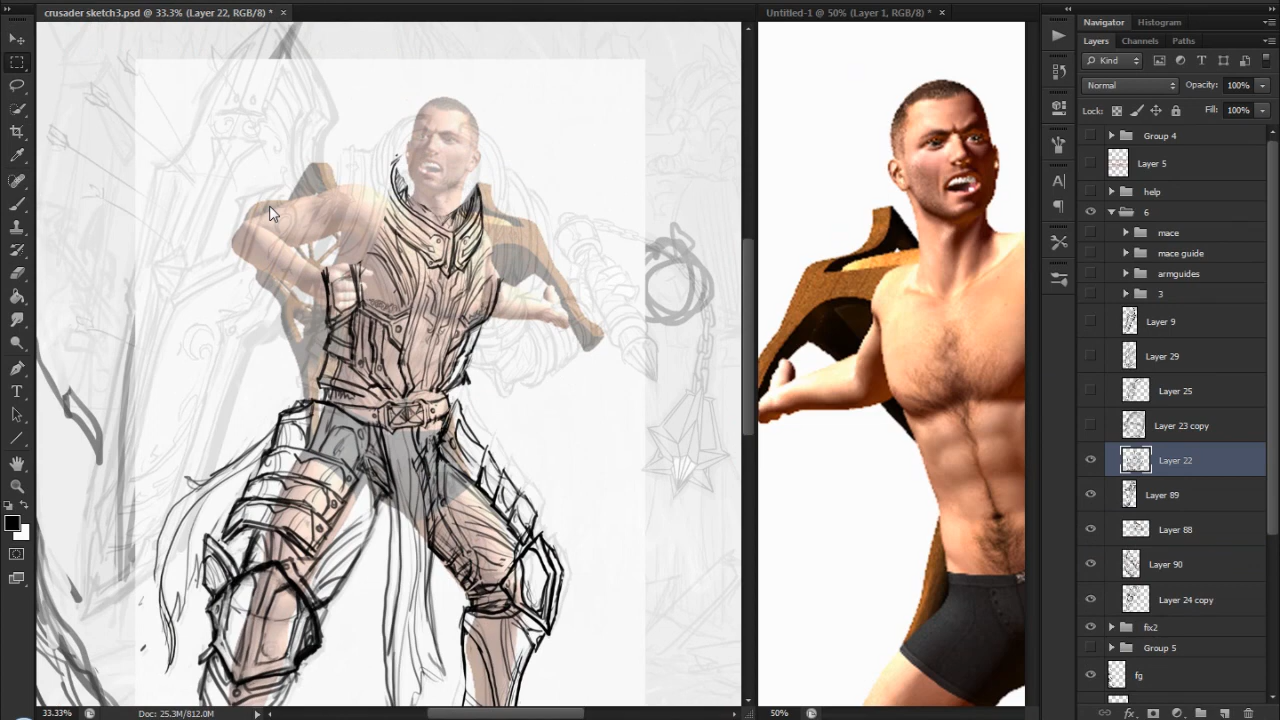 crusader sketch3.psd @ 33.3% (Layer 22, RGB/8) * ×
Untitled-1 @ 50% (Layer 1, RGB/8) * ×
Navigator Histogram
Layers Channels Paths
Kind
Normal Opacity: 100%
Lock: Fill: 100%
Group 4
Layer 5
help
6
mace
mace guide
armguides
3
Layer 9
Layer 29
Layer 25
Layer 23 copy
Layer 22
Layer 89
Layer 88
Layer 90
Layer 24 copy
fix2
Group 5
fg
33.33% Doc: 25.3M/812.0M
50%